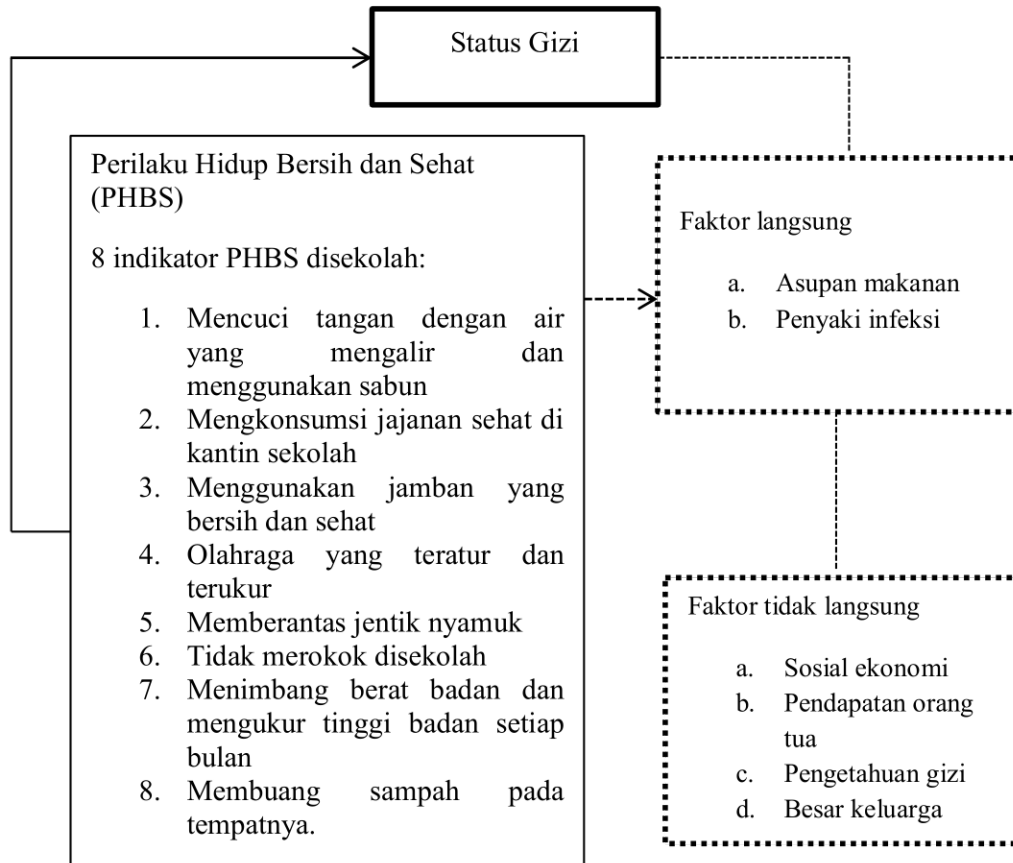 Status Gizi
Perilaku Hidup Bersih dan Sehat
(PHBS)
8 indikator PHBS disekolah:
1. Mencuci tangan dengan air
yang mengalir dan
menggunakan sabun
2. Mengkonsumsi jajanan sehat di
kantin sekolah
3. Menggunakan jamban yang
bersih dan sehat
4. Olahraga yang teratur dan
terukur
5. Memberantas jentik nyamuk
6. Tidak merokok disekolah
7. Menimbang berat badan dan
mengukur tinggi badan setiap
bulan
8. Membuang sampah pada
tempatnya.
Faktor langsung
a. Asupan makanan
b. Penyaki infeksi
Faktor tidak langsung
a. Sosial ekonomi
b. Pendapatan orang
tua
c. Pengetahuan gizi
d. Besar keluarga